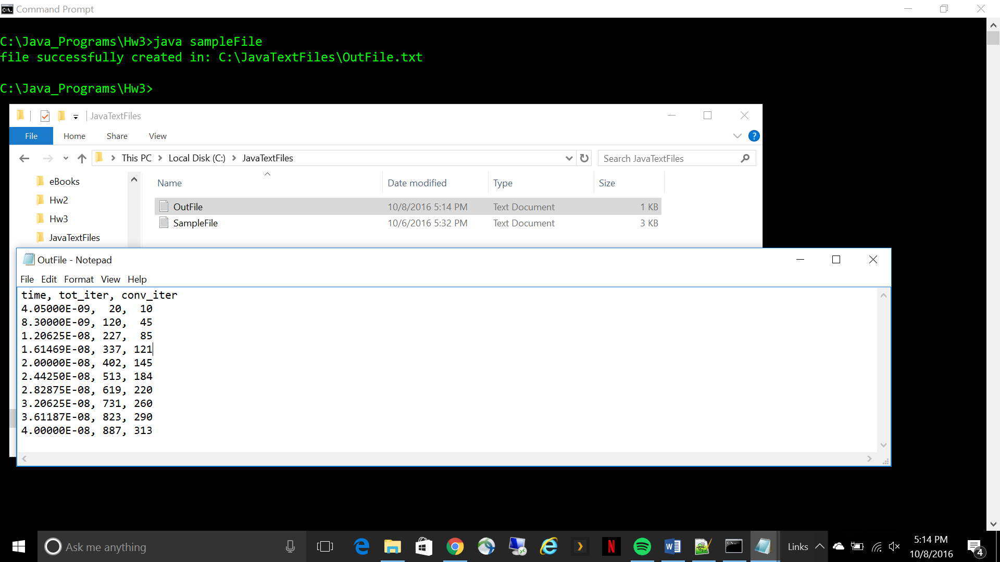 Command Prompt
C:\Java_Programs\Hw3>java sampleFile
file successfully created in: C:\JavaTextFiles\OutFile.txt
C:\Java_Programs\Hw3>
JavaTextFiles
File Home Share View
This PC > Local Disk (C:) > JavaTextFiles
Search JavaTextFiles
Name Date modified Type Size
eBooks
Hw2
Hw3
JavaTextFiles
OutFile 10/8/2016 5:14 PM Text Document 1 KB
SampleFile 10/6/2016 5:32 PM Text Document 3 KB
OutFile - Notepad
File Edit Format View Help
time, tot_iter, conv_iter
4.05000E-09,  20,  10
8.30000E-09, 120,  45
1.20625E-08, 227,  85
1.61469E-08, 337, 121
2.00000E-08, 402, 145
2.44250E-08, 513, 184
2.82875E-08, 619, 220
3.20625E-08, 731, 260
3.61187E-08, 823, 290
4.00000E-08, 887, 313
Ask me anything
Links
5:14 PM
10/8/2016
4